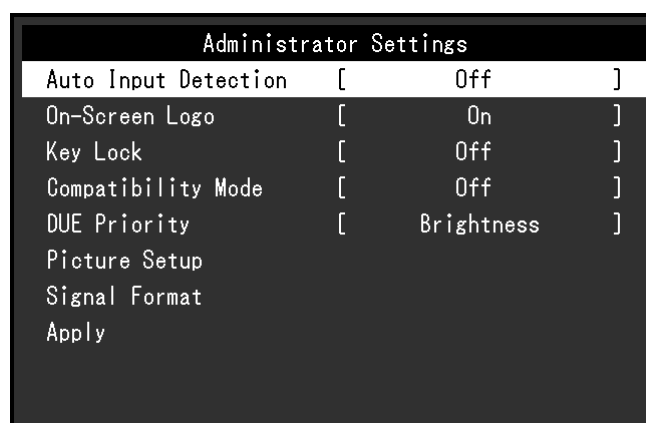 Administrator Settings
Auto Input Detection [ Off ]
On-Screen Logo [ On ]
Key Lock [ Off ]
Compatibility Mode [ Off ]
DUE Priority [ Brightness ]
Picture Setup
Signal Format
Apply